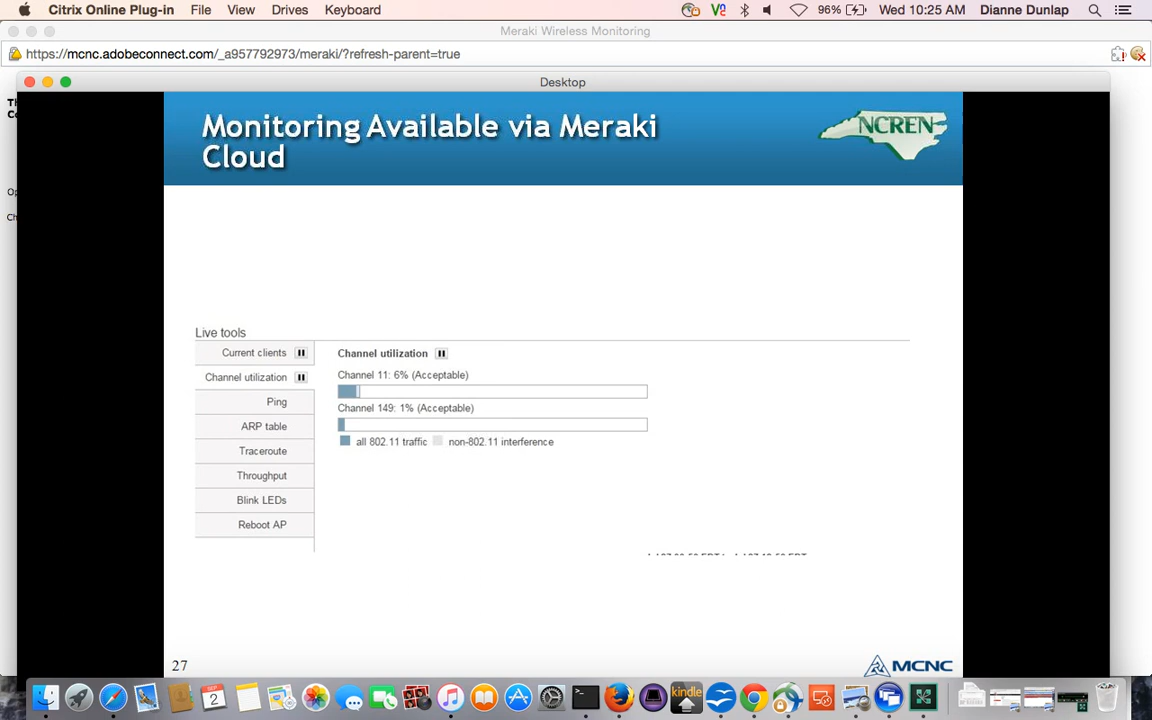 Citrix Online Plug-in File View Drives Keyboard 96% Wed 10:25 AM Dianne Dunlap
Meraki Wireless Monitoring
https://mcnc.adobeconnect.com/_a957792973/meraki/?refresh-parent=true
Desktop
Monitoring Available via Meraki
Cloud
NCREN
Live tools
Current clients
Channel utilization
Ping
ARP table
Traceroute
Throughput
Blink LEDs
Reboot AP
Channel utilization
Channel 11: 6% (Acceptable)
Channel 149: 1% (Acceptable)
all 802.11 traffic non-802.11 interference
27
MCNC
SEP
2
kindle